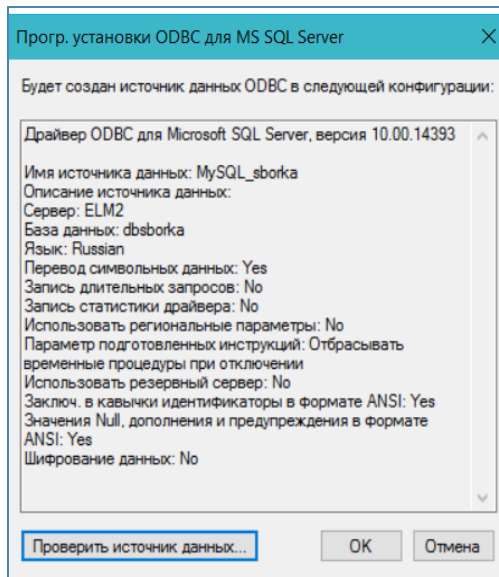 Прогр. установки ODBC для MS SQL Server
Будет создан источник данных ODBC в следующей конфигурации:
Драйвер ODBC для Microsoft SQL Server, версия 10.00.14393
Имя источника данных: MySQL_sborka
Описание источника данных:
Сервер: ELM2
База данных: dbsborka
Язык: Russian
Перевод символьных данных: Yes
Запись длительных запросов: No
Запись статистики драйвера: No
Использовать региональные параметры: No
Параметр подготовленных инструкций: Отбрасывать
временные процедуры при отключении
Использовать резервный сервер: No
Заключ. в кавычки идентификаторы в формате ANSI: Yes
Значения Null, дополнения и предупреждения в формате
ANSI: Yes
Шифрование данных: No
Проверить источник данных... OK Отмена